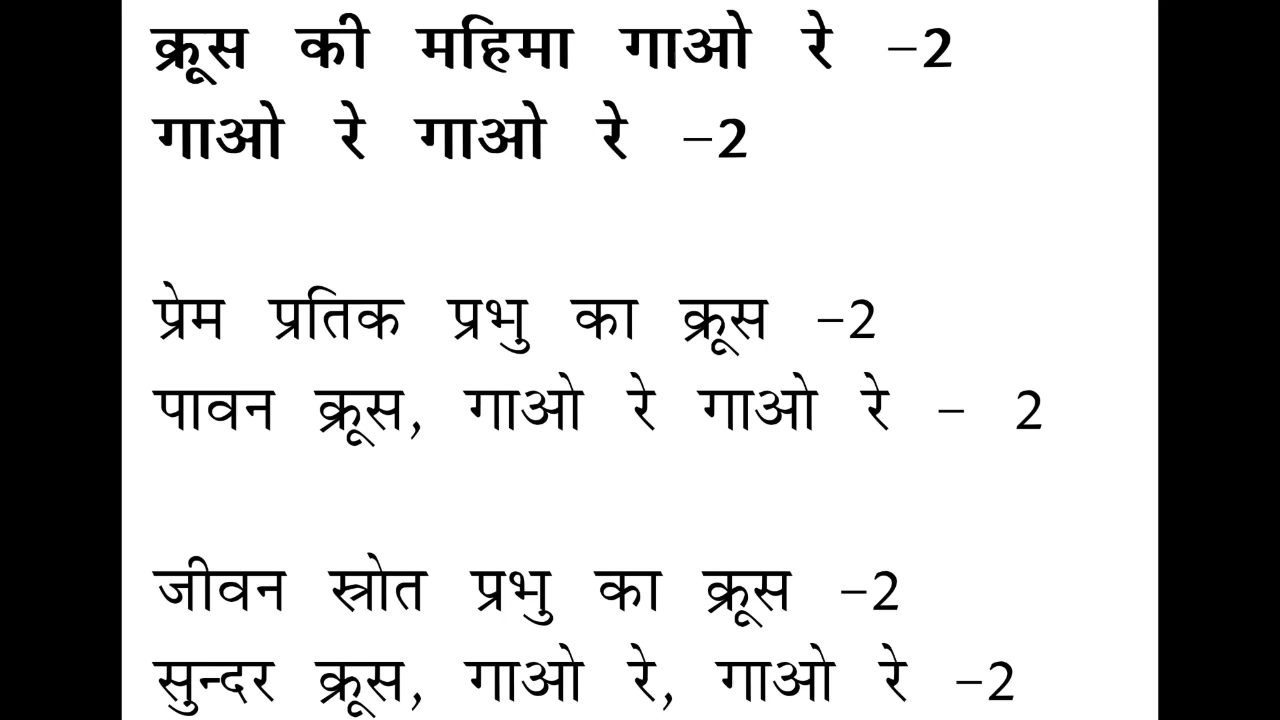 क्रूस की महिमा गाओ रे -2
गाओ रे गाओ रे -2
प्रेम प्रतिक प्रभु का क्रूस -2
पावन क्रूस, गाओ रे गाओ रे - 2
जीवन स्रोत प्रभु का क्रूस -2
सुन्दर क्रूस, गाओ रे, गाओ रे -2